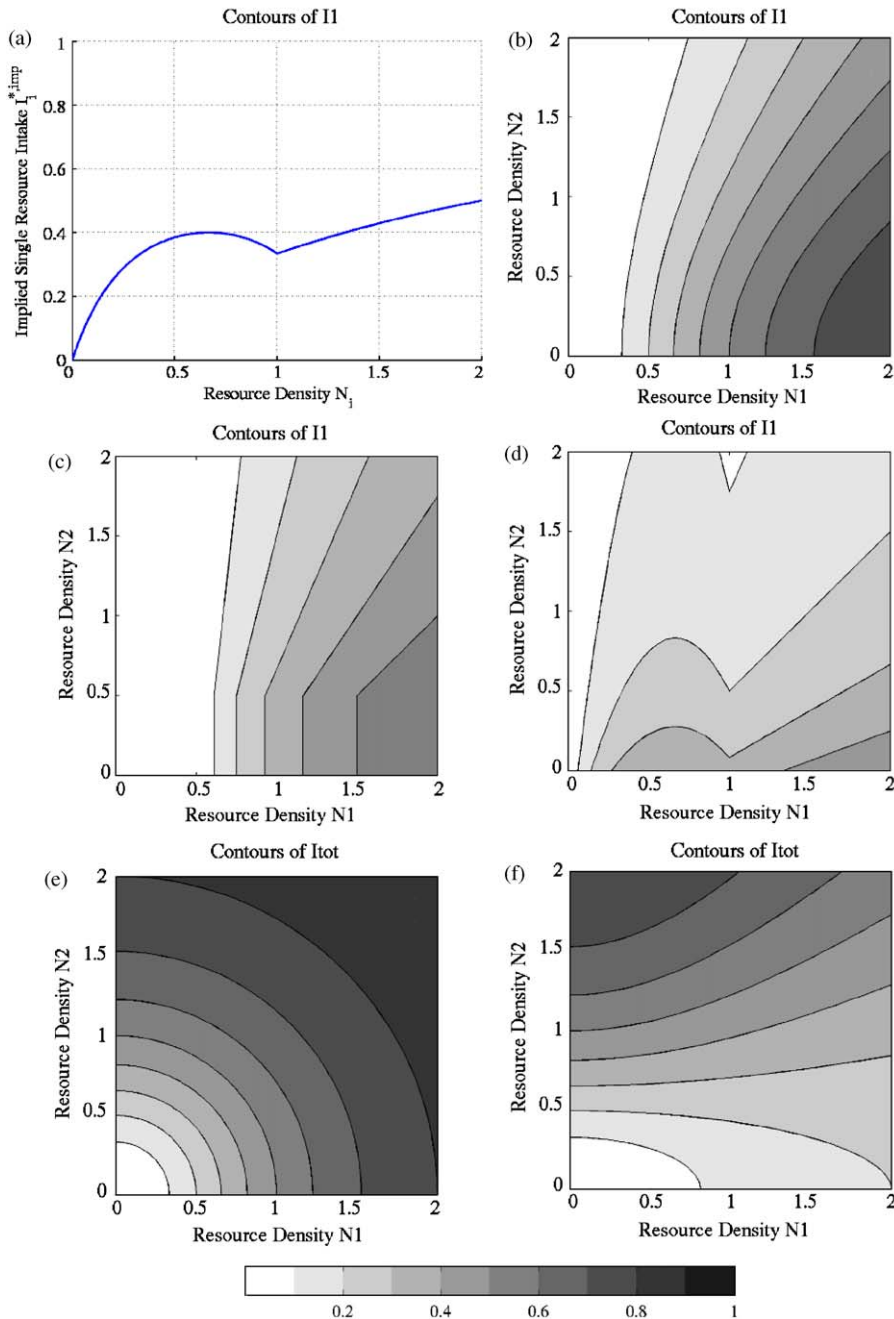 Contours of I1
(a)
1
0.8
0.6
0.4
0.2
0
Implied Single Resource Intake I_i^{*,imp}
0
0.5
1
1.5
2
Resource Density N_i
Contours of I1
(b)
2
1.5
1
0.5
0
Resource Density N2
0
0.5
1
1.5
2
Resource Density N1
Contours of I1
(c)
2
1.5
1
0.5
0
Resource Density N2
0
0.5
1
1.5
2
Resource Density N1
Contours of I1
(d)
2
1.5
1
0.5
0
Resource Density N2
0
0.5
1
1.5
2
Resource Density N1
Contours of Itot
(e)
2
1.5
1
0.5
0
Resource Density N2
0
0.5
1
1.5
2
Resource Density N1
Contours of Itot
(f)
2
1.5
1
0.5
0
Resource Density N2
0
0.5
1
1.5
2
Resource Density N1
0.2
0.4
0.6
0.8
1